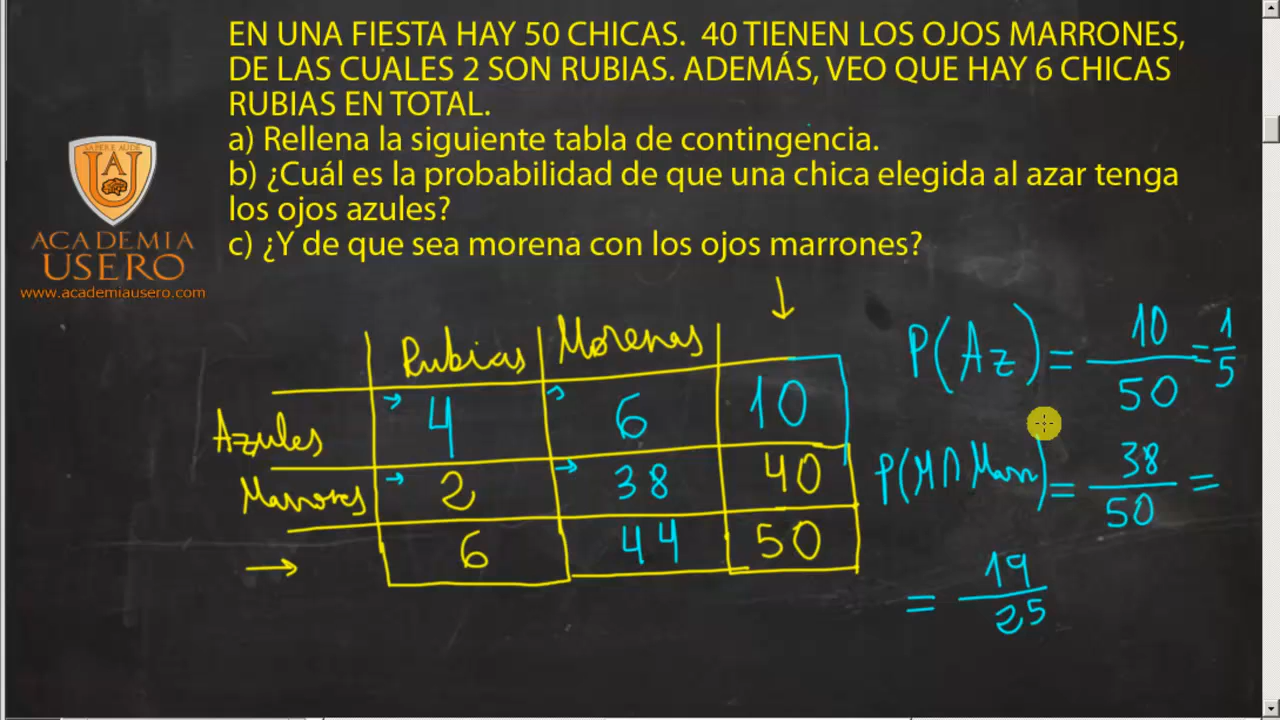 EN UNA FIESTA HAY 50 CHICAS. 40 TIENEN LOS OJOS MARRONES,
DE LAS CUALES 2 SON RUBIAS. ADEMÁS, VEO QUE HAY 6 CHICAS
RUBIAS EN TOTAL.
a) Rellena la siguiente tabla de contingencia.
b) ¿Cuál es la probabilidad de que una chica elegida al azar tenga
los ojos azules?
c) ¿Y de que sea morena con los ojos marrones?
SAPERE AUDE
AU
ACADEMIA
USERO
www.academiausero.com
Rubias Morenas
Azules 4 6 10
Marrones 2 38 40
→ 6 44 50
P(Az) = 10/50 = 1/5
P(M∩Marr) = 38/50 =
= 19/25